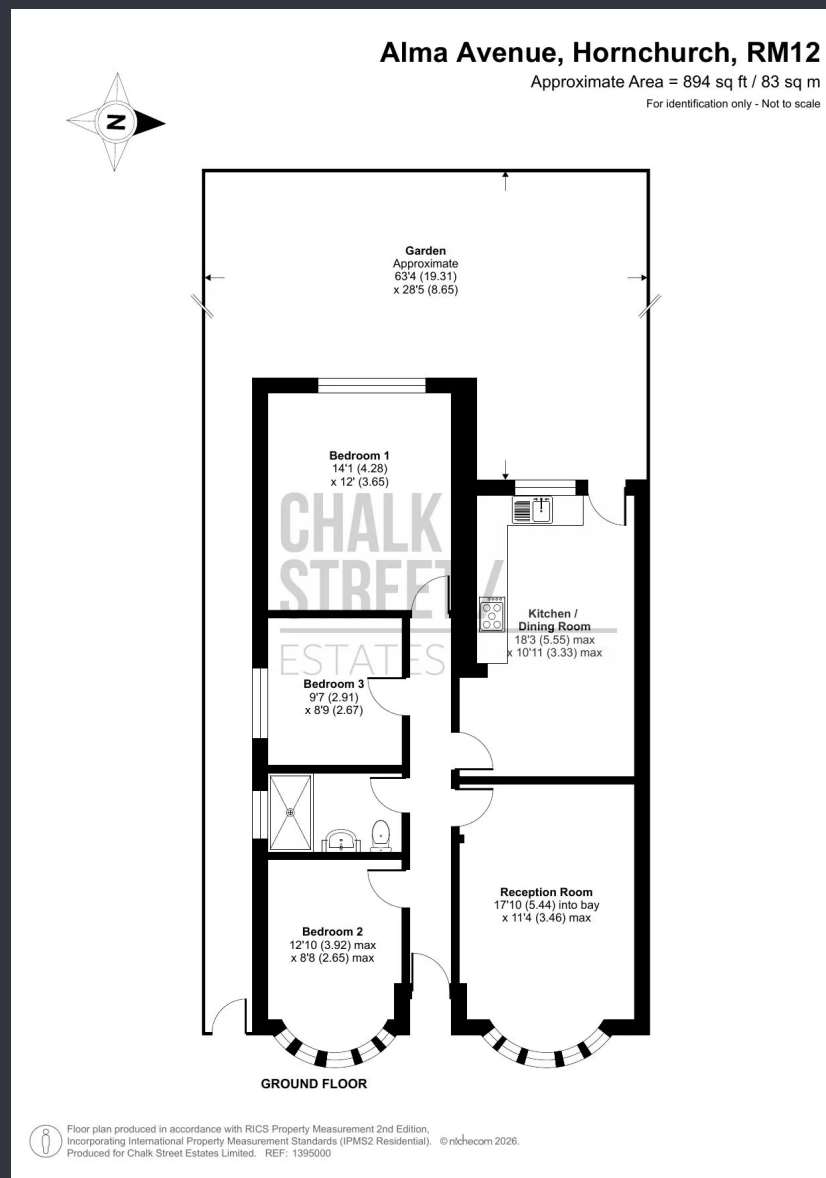 Alma Avenue, Hornchurch, RM12
Approximate Area = 894 sq ft / 83 sq m
For identification only - Not to scale
N
Garden
Approximate
63'4 (19.31)
x 28'5 (8.65)
Bedroom 1
14'1 (4.28)
x 12' (3.65)
CHALK
STREET/
ESTATES
Kitchen /
Dining Room
18'3 (5.55) max
x 10'11 (3.33) max
Bedroom 3
9'7 (2.91)
x 8'9 (2.67)
Reception Room
17'10 (5.44) into bay
x 11'4 (3.46) max
Bedroom 2
12'10 (3.92) max
x 8'8 (2.65) max
GROUND FLOOR
Floor plan produced in accordance with RICS Property Measurement 2nd Edition,
Incorporating International Property Measurement Standards (IPMS2 Residential). © ntchecom 2026.
Produced for Chalk Street Estates Limited. REF: 1395000